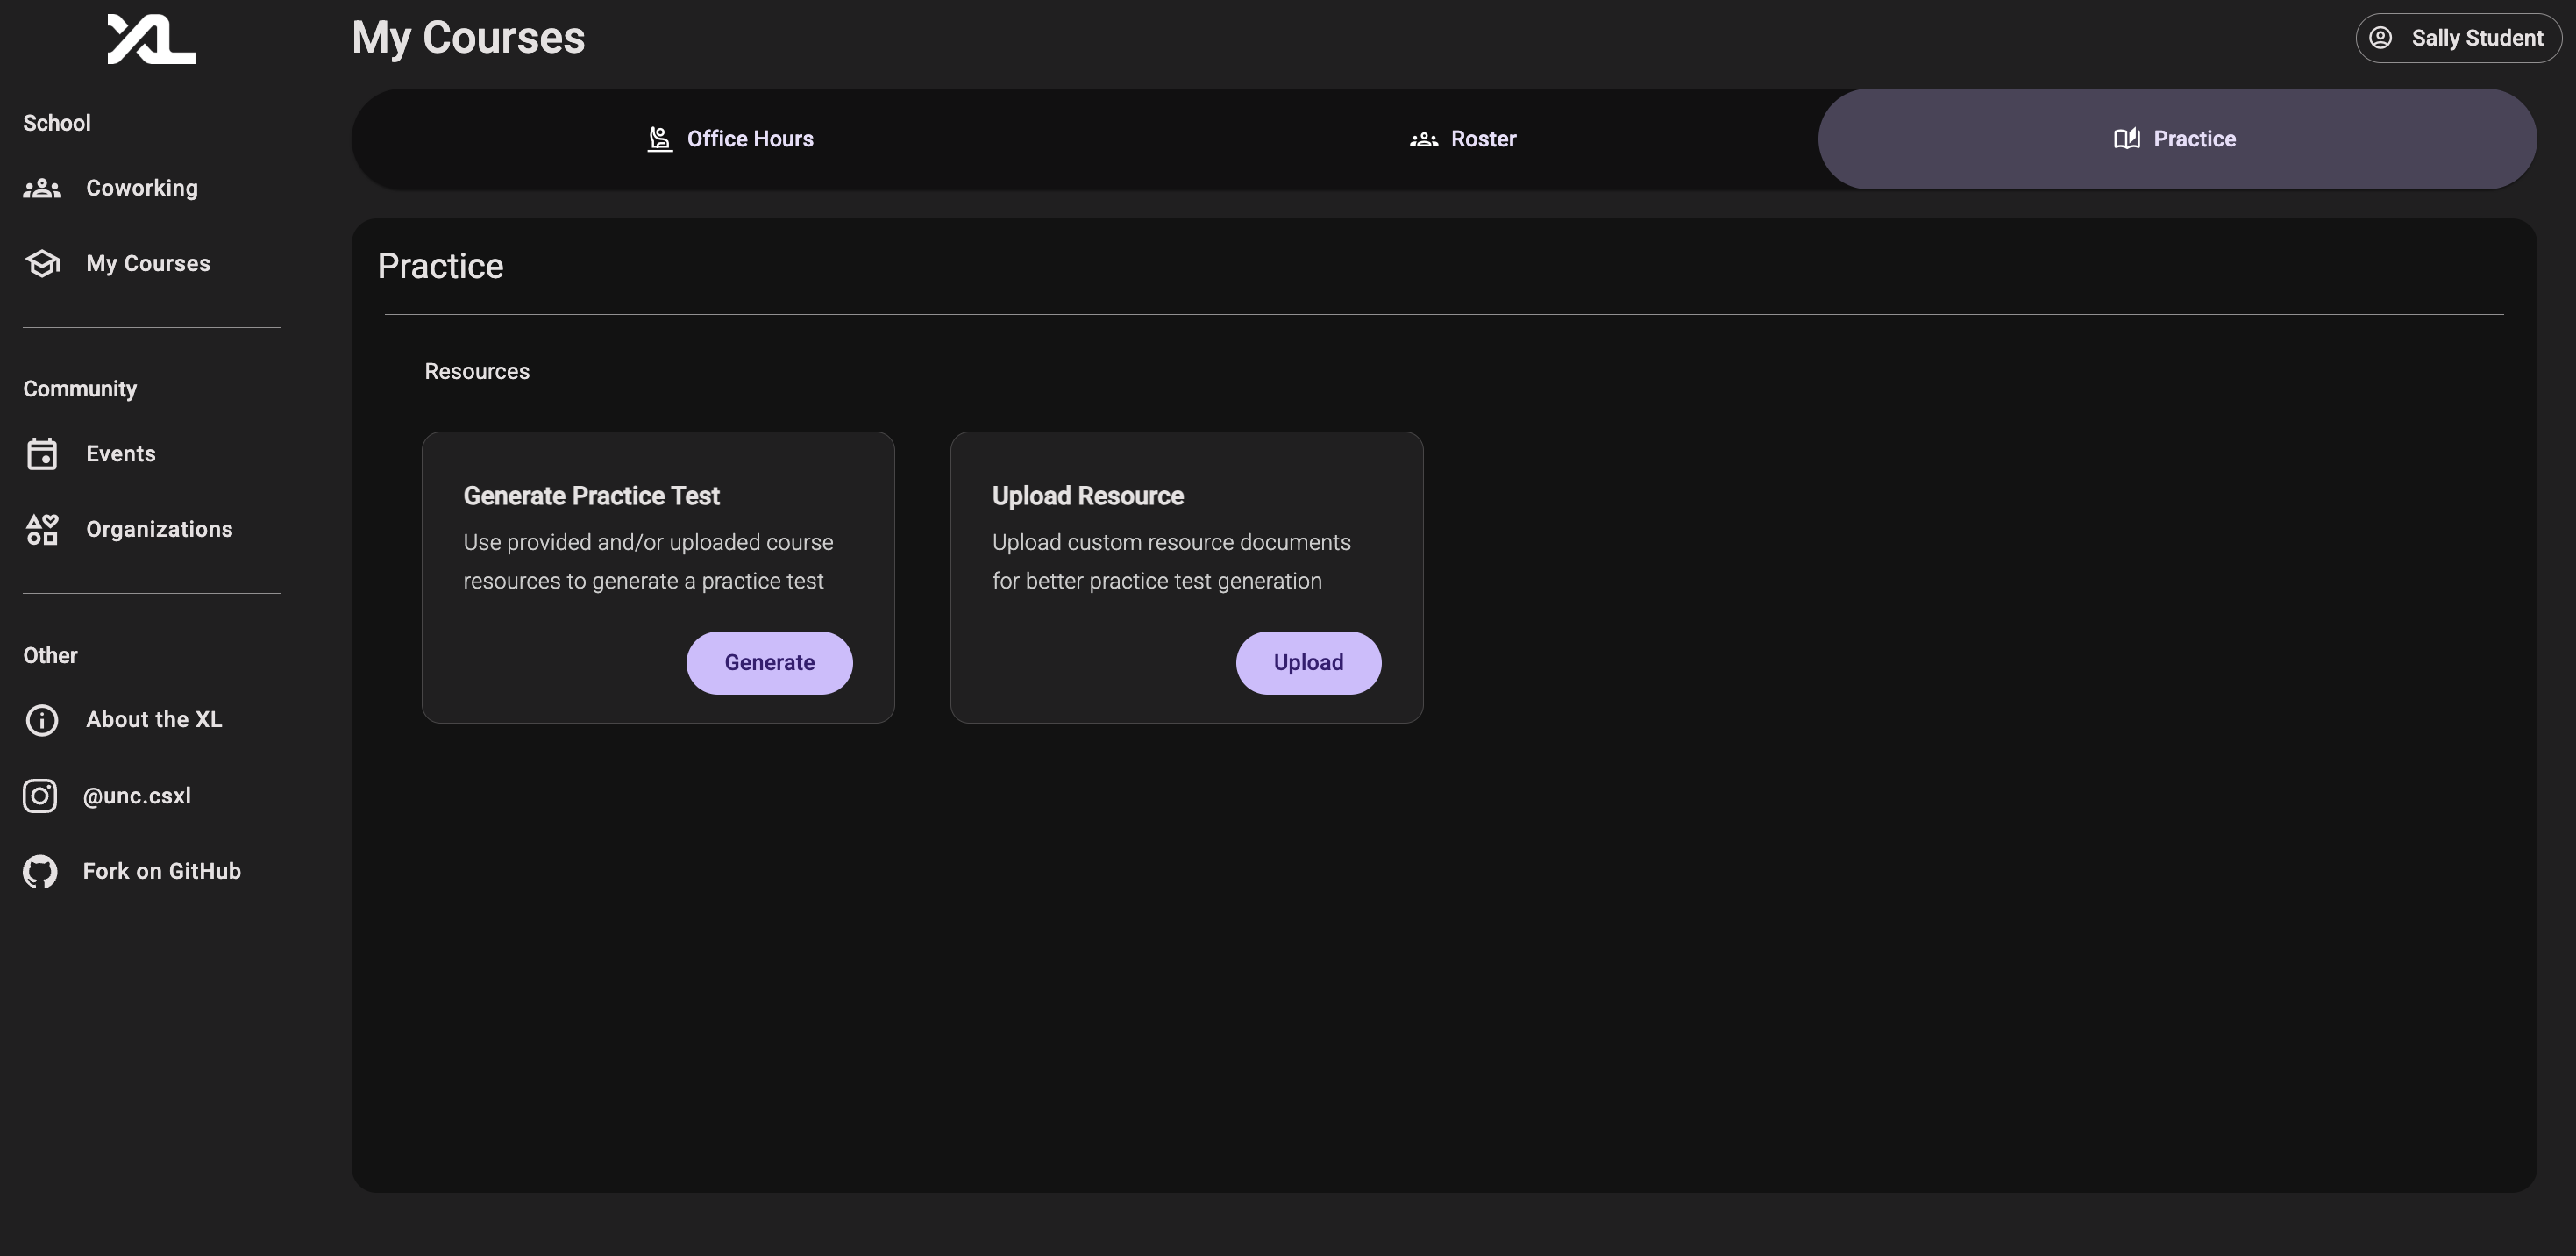 XL
My Courses
Sally Student
School
Coworking
My Courses
Community
Events
Organizations
Other
About the XL
@unc.csxl
Fork on GitHub
Office Hours
Roster
Practice
Practice
Resources
Generate Practice Test
Use provided and/or uploaded course
resources to generate a practice test
Generate
Upload Resource
Upload custom resource documents
for better practice test generation
Upload